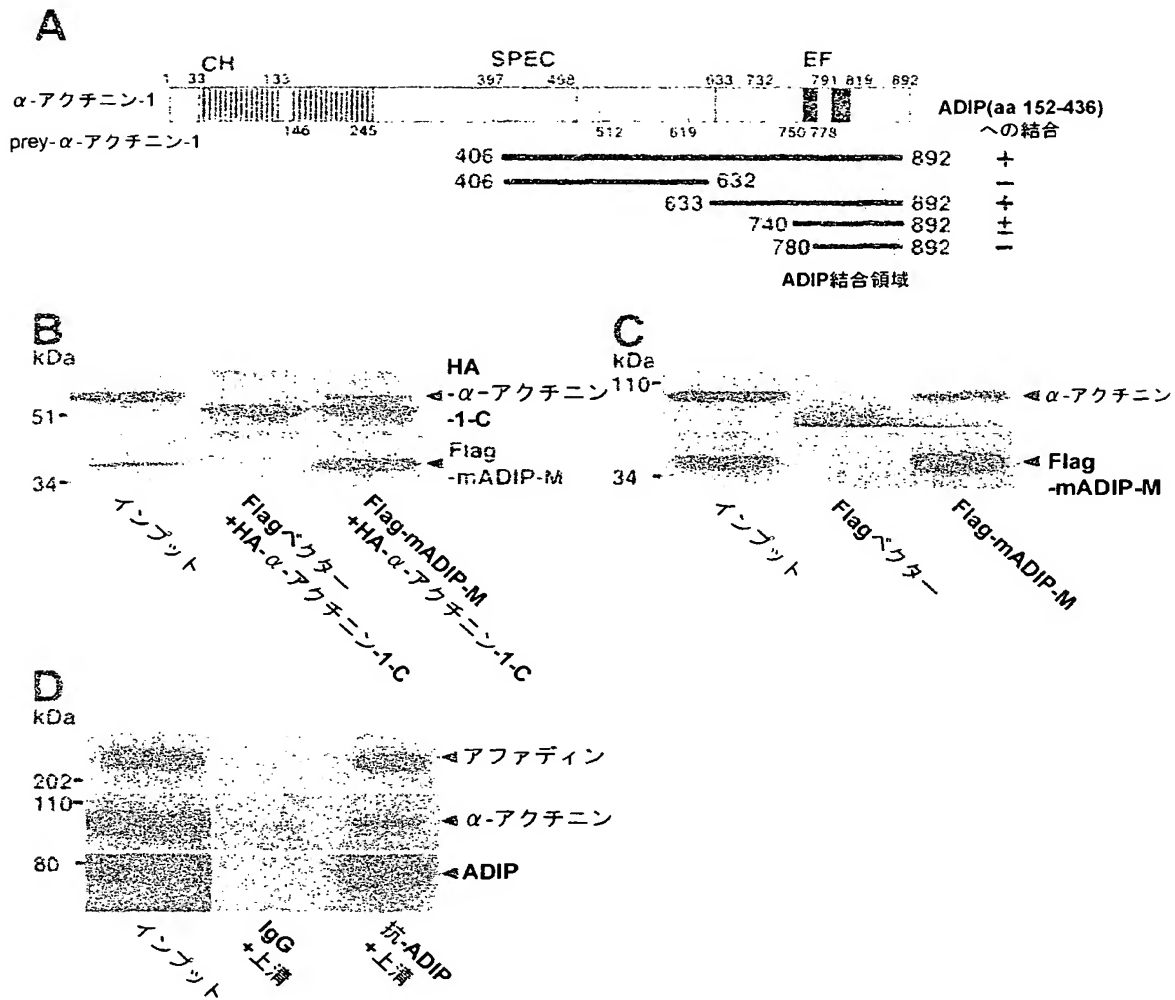 A
CH SPEC EF
1 33 133 397 498 633 732 791 819 892
α-アクチニン-1
ADIP(aa 152-436)
への結合
146 245 512 619 750 778
prey-α-アクチニン-1
406 892 +
406 632 −
633 892 +
740 892 ±
780 892 −
ADIP結合領域
B
kDa
51-
34-
HA
-α-アクチニン
-1-C
Flag
-mADIP-M
インプット
Flagベクター
+HA-α-アクチニン-1-C
Flag-mADIP-M
+HA-α-アクチニン-1-C
C
kDa
110-
34-
α-アクチニン
Flag
-mADIP-M
インプット
Flagベクター
Flag-mADIP-M
D
kDa
202-
110-
80-
アファディン
α-アクチニン
ADIP
インプット
IgG
+上清
抗-ADIP
+上清